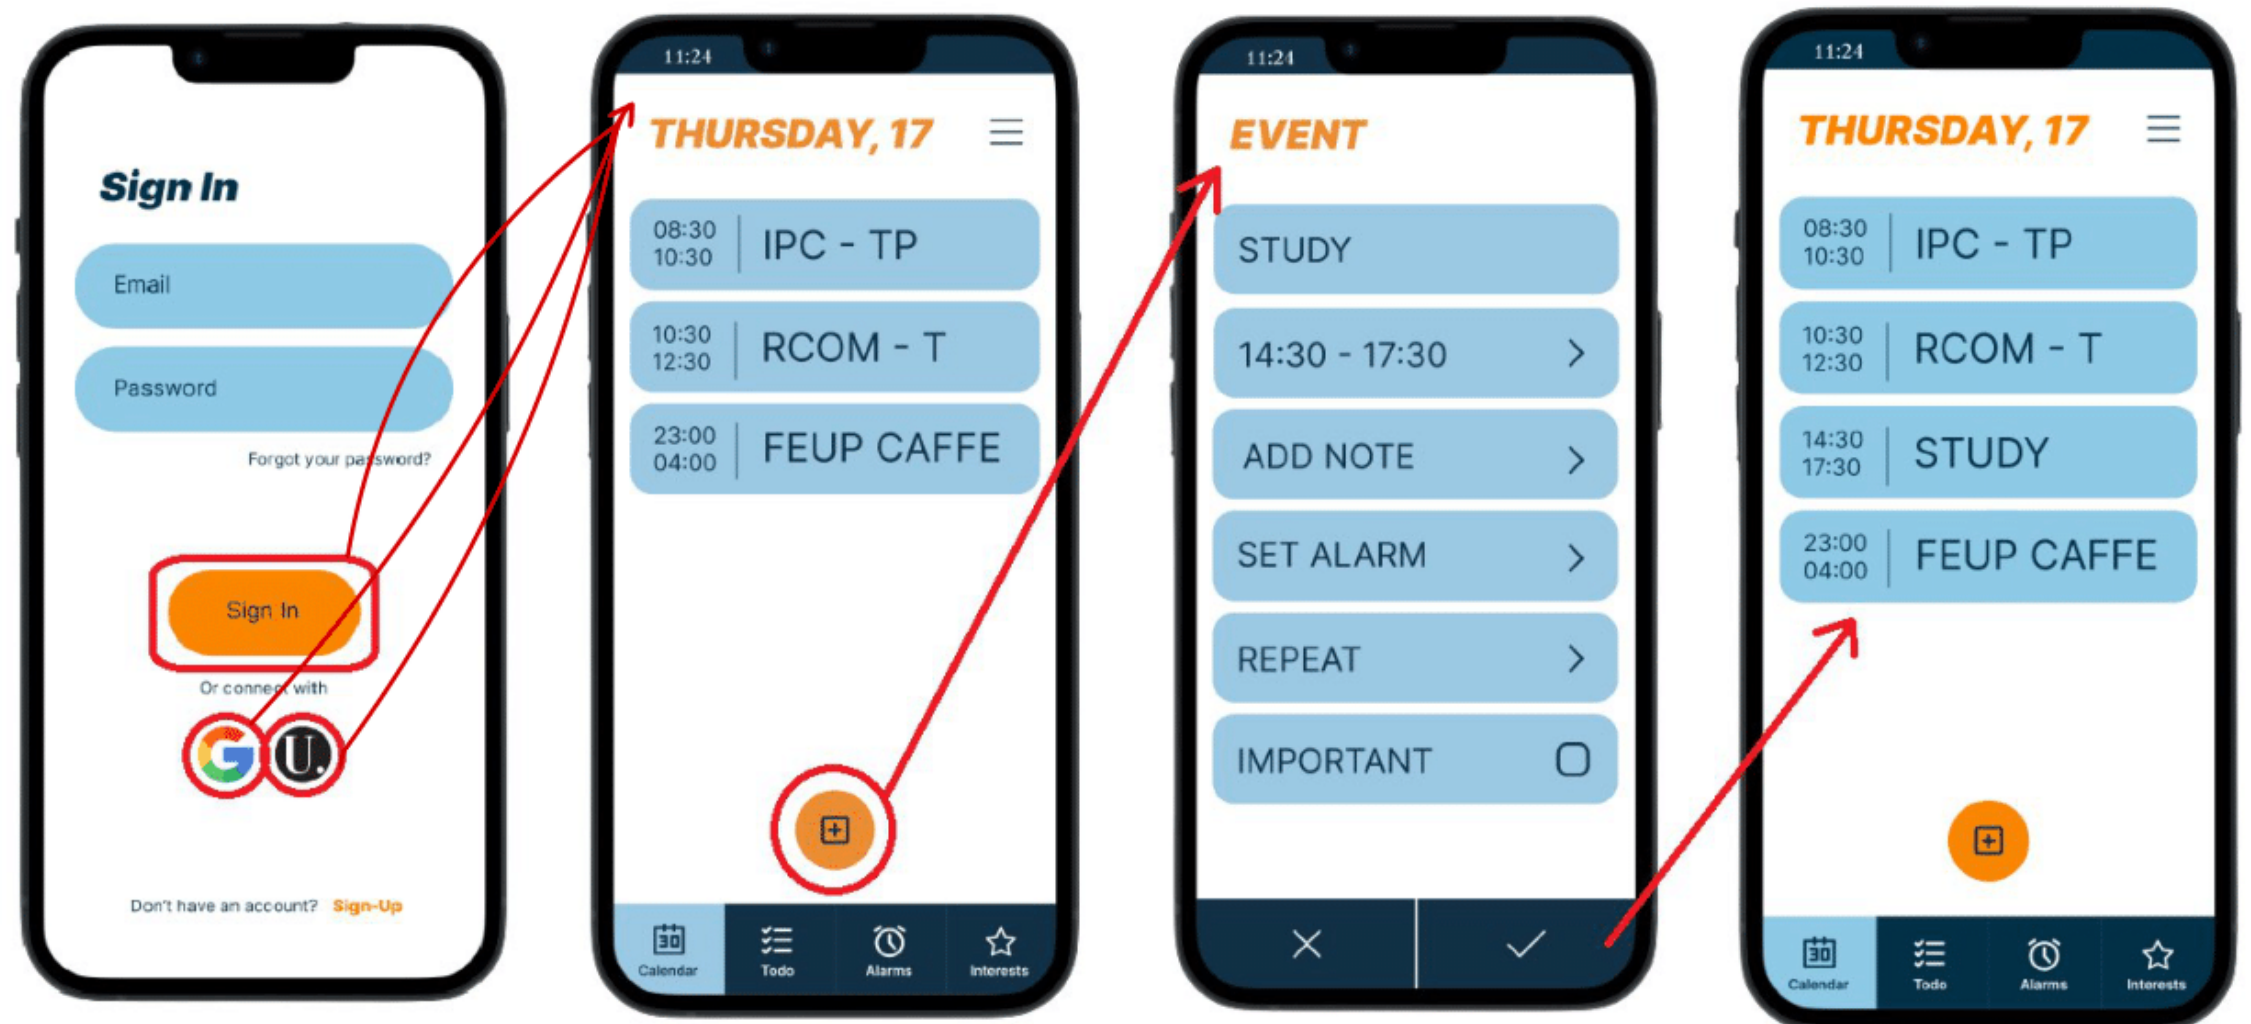 Sign In
Email
Password
Forgot your password?
Sign In
Or connect with
G U.
Don't have an account? Sign-Up
11:24
THURSDAY, 17
08:30
10:30
IPC - TP
10:30
12:30
RCOM - T
23:00
04:00
FEUP CAFFE
30
Calendar
Todo
Alarms
Interests
11:24
EVENT
STUDY
14:30 - 17:30
ADD NOTE
SET ALARM
REPEAT
IMPORTANT
11:24
THURSDAY, 17
08:30
10:30
IPC - TP
10:30
12:30
RCOM - T
14:30
17:30
STUDY
23:00
04:00
FEUP CAFFE
30
Calendar
Todo
Alarms
Interests